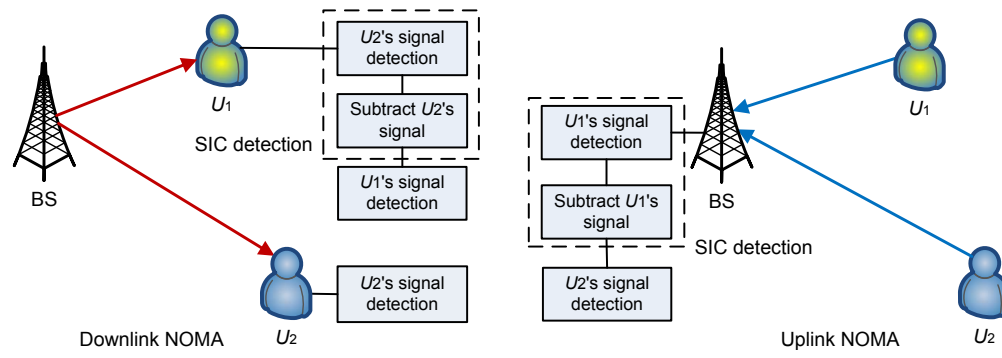 U2's signal
detection
U1
Subtract U2's
signal
SIC detection
BS
U1's signal
detection
U2's signal
detection
U2
Downlink NOMA
U1
U1's signal
detection
BS
Subtract U1's
signal
SIC detection
U2's signal
detection
U2
Uplink NOMA